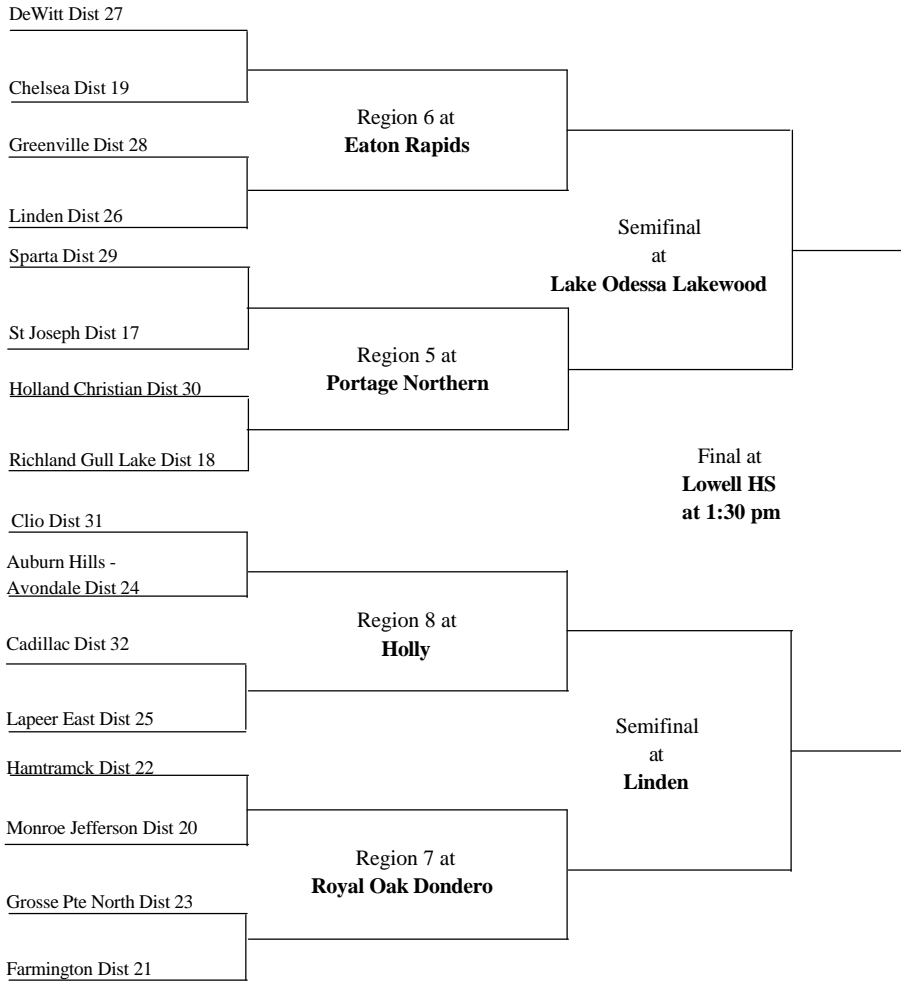 DeWitt Dist 27
Chelsea Dist 19
Region 6 at
Eaton Rapids
Greenville Dist 28
Linden Dist 26
Semifinal
at
Lake Odessa Lakewood
Sparta Dist 29
St Joseph Dist 17
Region 5 at
Portage Northern
Holland Christian Dist 30
Richland Gull Lake Dist 18
Final at
Lowell HS
at 1:30 pm
Clio Dist 31
Auburn Hills -
Avondale Dist 24
Region 8 at
Holly
Cadillac Dist 32
Lapeer East Dist 25
Semifinal
at
Linden
Hamtramck Dist 22
Monroe Jefferson Dist 20
Region 7 at
Royal Oak Dondero
Grosse Pte North Dist 23
Farmington Dist 21